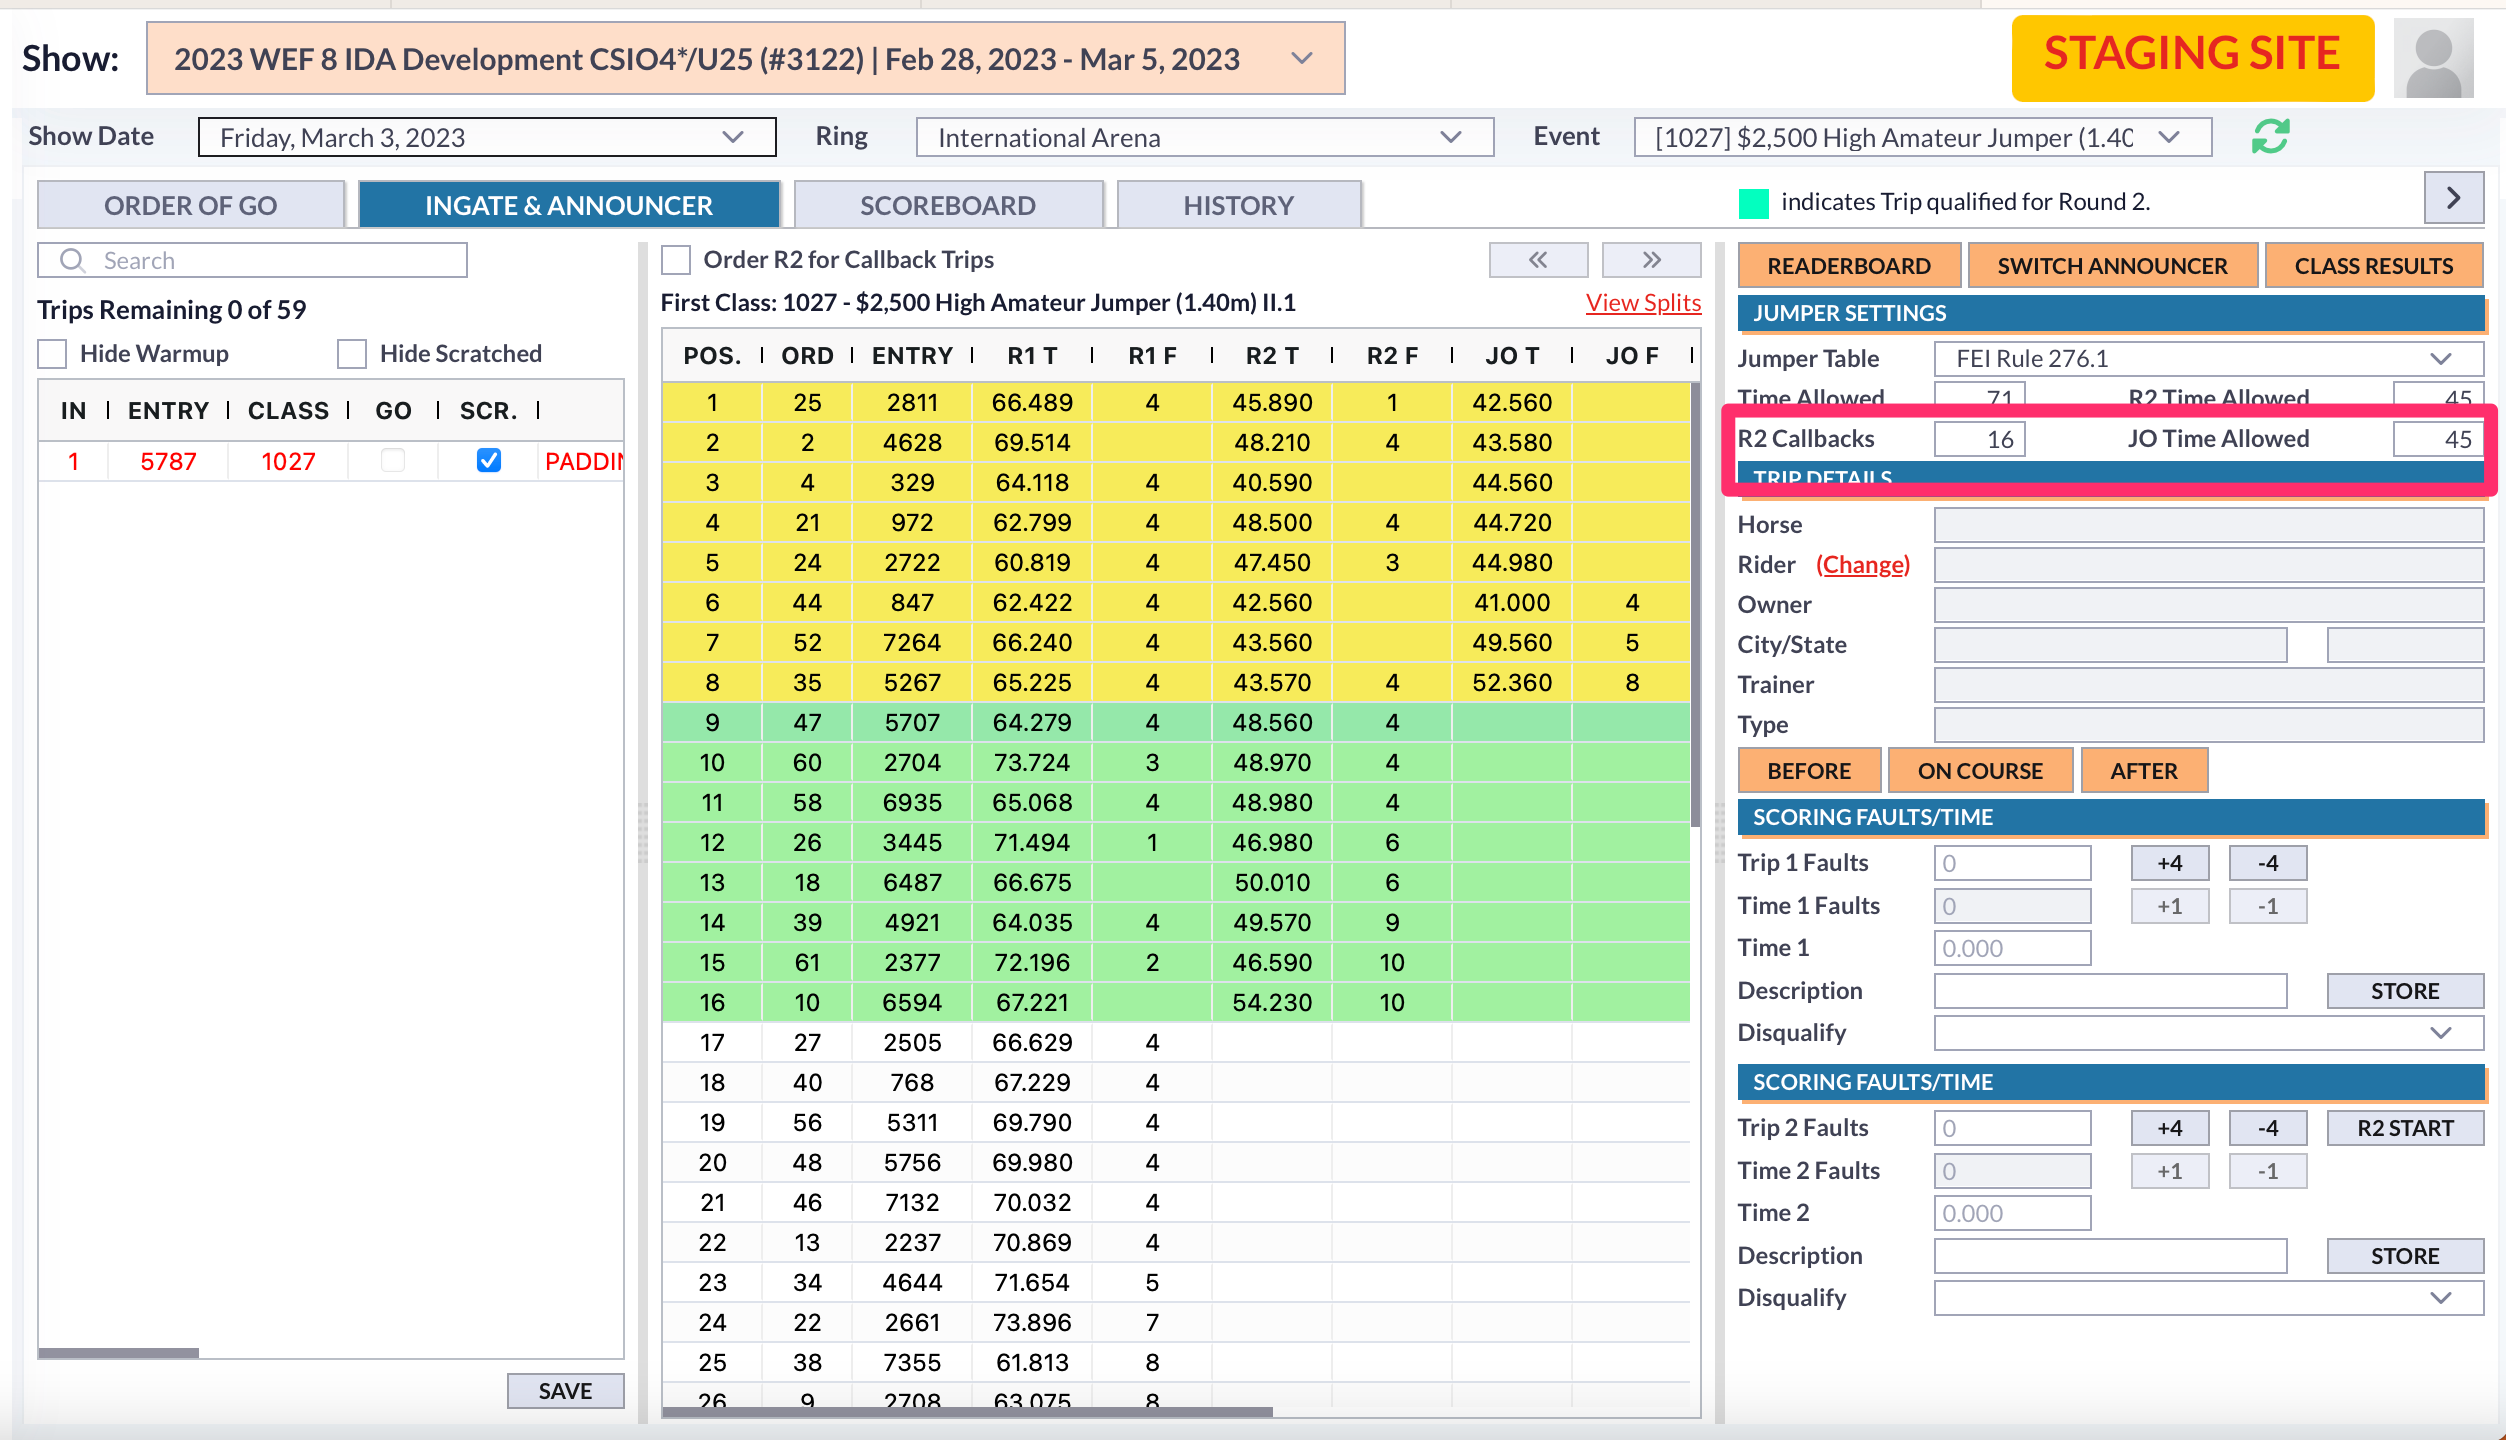 Show: 2023 WEF 8 IDA Development CSIO4*/U25 (#3122) | Feb 28, 2023 - Mar 5, 2023 STAGING SITE
Show Date Friday, March 3, 2023 Ring International Arena Event [1027] $2,500 High Amateur Jumper (1.40
ORDER OF GO INGATE & ANNOUNCER SCOREBOARD HISTORY indicates Trip qualified for Round 2.
Search
Trips Remaining 0 of 59
Hide Warmup Hide Scratched
IN ENTRY CLASS GO SCR.
1 5787 1027 PADDIN
SAVE
Order R2 for Callback Trips « »
First Class: 1027 - $2,500 High Amateur Jumper (1.40m) II.1 View Splits
POS. ORD ENTRY R1 T R1 F R2 T R2 F JO T JO F
1 25 2811 66.489 4 45.890 1 42.560
2 2 4628 69.514 48.210 4 43.580
3 4 329 64.118 4 40.590 44.560
4 21 972 62.799 4 48.500 4 44.720
5 24 2722 60.819 4 47.450 3 44.980
6 44 847 62.422 4 42.560 41.000 4
7 52 7264 66.240 4 43.560 49.560 5
8 35 5267 65.225 4 43.570 4 52.360 8
9 47 5707 64.279 4 48.560 4
10 60 2704 73.724 3 48.970 4
11 58 6935 65.068 4 48.980 4
12 26 3445 71.494 1 46.980 6
13 18 6487 66.675 50.010 6
14 39 4921 64.035 4 49.570 9
15 61 2377 72.196 2 46.590 10
16 10 6594 67.221 54.230 10
17 27 2505 66.629 4
18 40 768 67.229 4
19 56 5311 69.790 4
20 48 5756 69.980 4
21 46 7132 70.032 4
22 13 2237 70.869 4
23 34 4644 71.654 5
24 22 2661 73.896 7
25 38 7355 61.813 8
26 9 2708 63.075 8
READERBOARD SWITCH ANNOUNCER CLASS RESULTS
JUMPER SETTINGS
Jumper Table FEI Rule 276.1
Time Allowed 71 R2 Time Allowed 45
R2 Callbacks 16 JO Time Allowed 45
TRIP DETAILS
Horse
Rider (Change)
Owner
City/State
Trainer
Type
BEFORE ON COURSE AFTER
SCORING FAULTS/TIME
Trip 1 Faults 0 +4 -4
Time 1 Faults 0 +1 -1
Time 1 0.000
Description STORE
Disqualify
SCORING FAULTS/TIME
Trip 2 Faults 0 +4 -4 R2 START
Time 2 Faults 0 +1 -1
Time 2 0.000
Description STORE
Disqualify